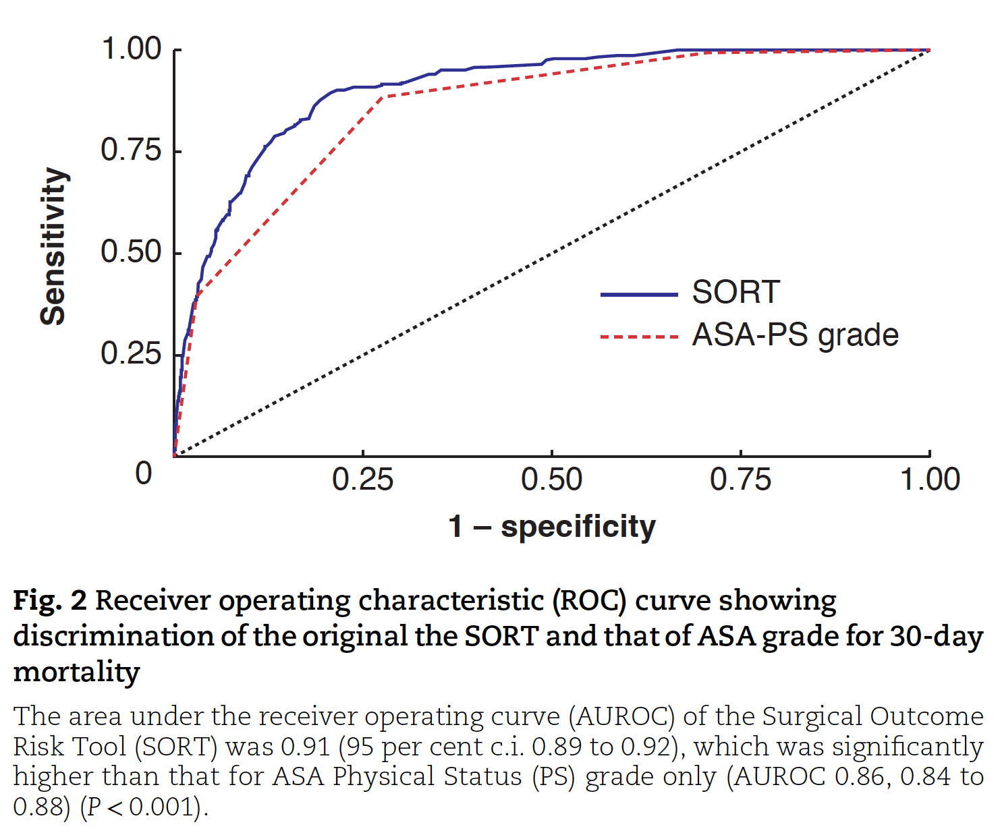 1.00
0.75
0.50
0.25
0
Sensitivity
SORT
ASA-PS grade
0.25 0.50 0.75 1.00
1 – specificity
Fig. 2 Receiver operating characteristic (ROC) curve showing
discrimination of the original the SORT and that of ASA grade for 30-day
mortality
The area under the receiver operating curve (AUROC) of the Surgical Outcome
Risk Tool (SORT) was 0.91 (95 per cent c.i. 0.89 to 0.92), which was significantly
higher than that for ASA Physical Status (PS) grade only (AUROC 0.86, 0.84 to
0.88) (P < 0.001).